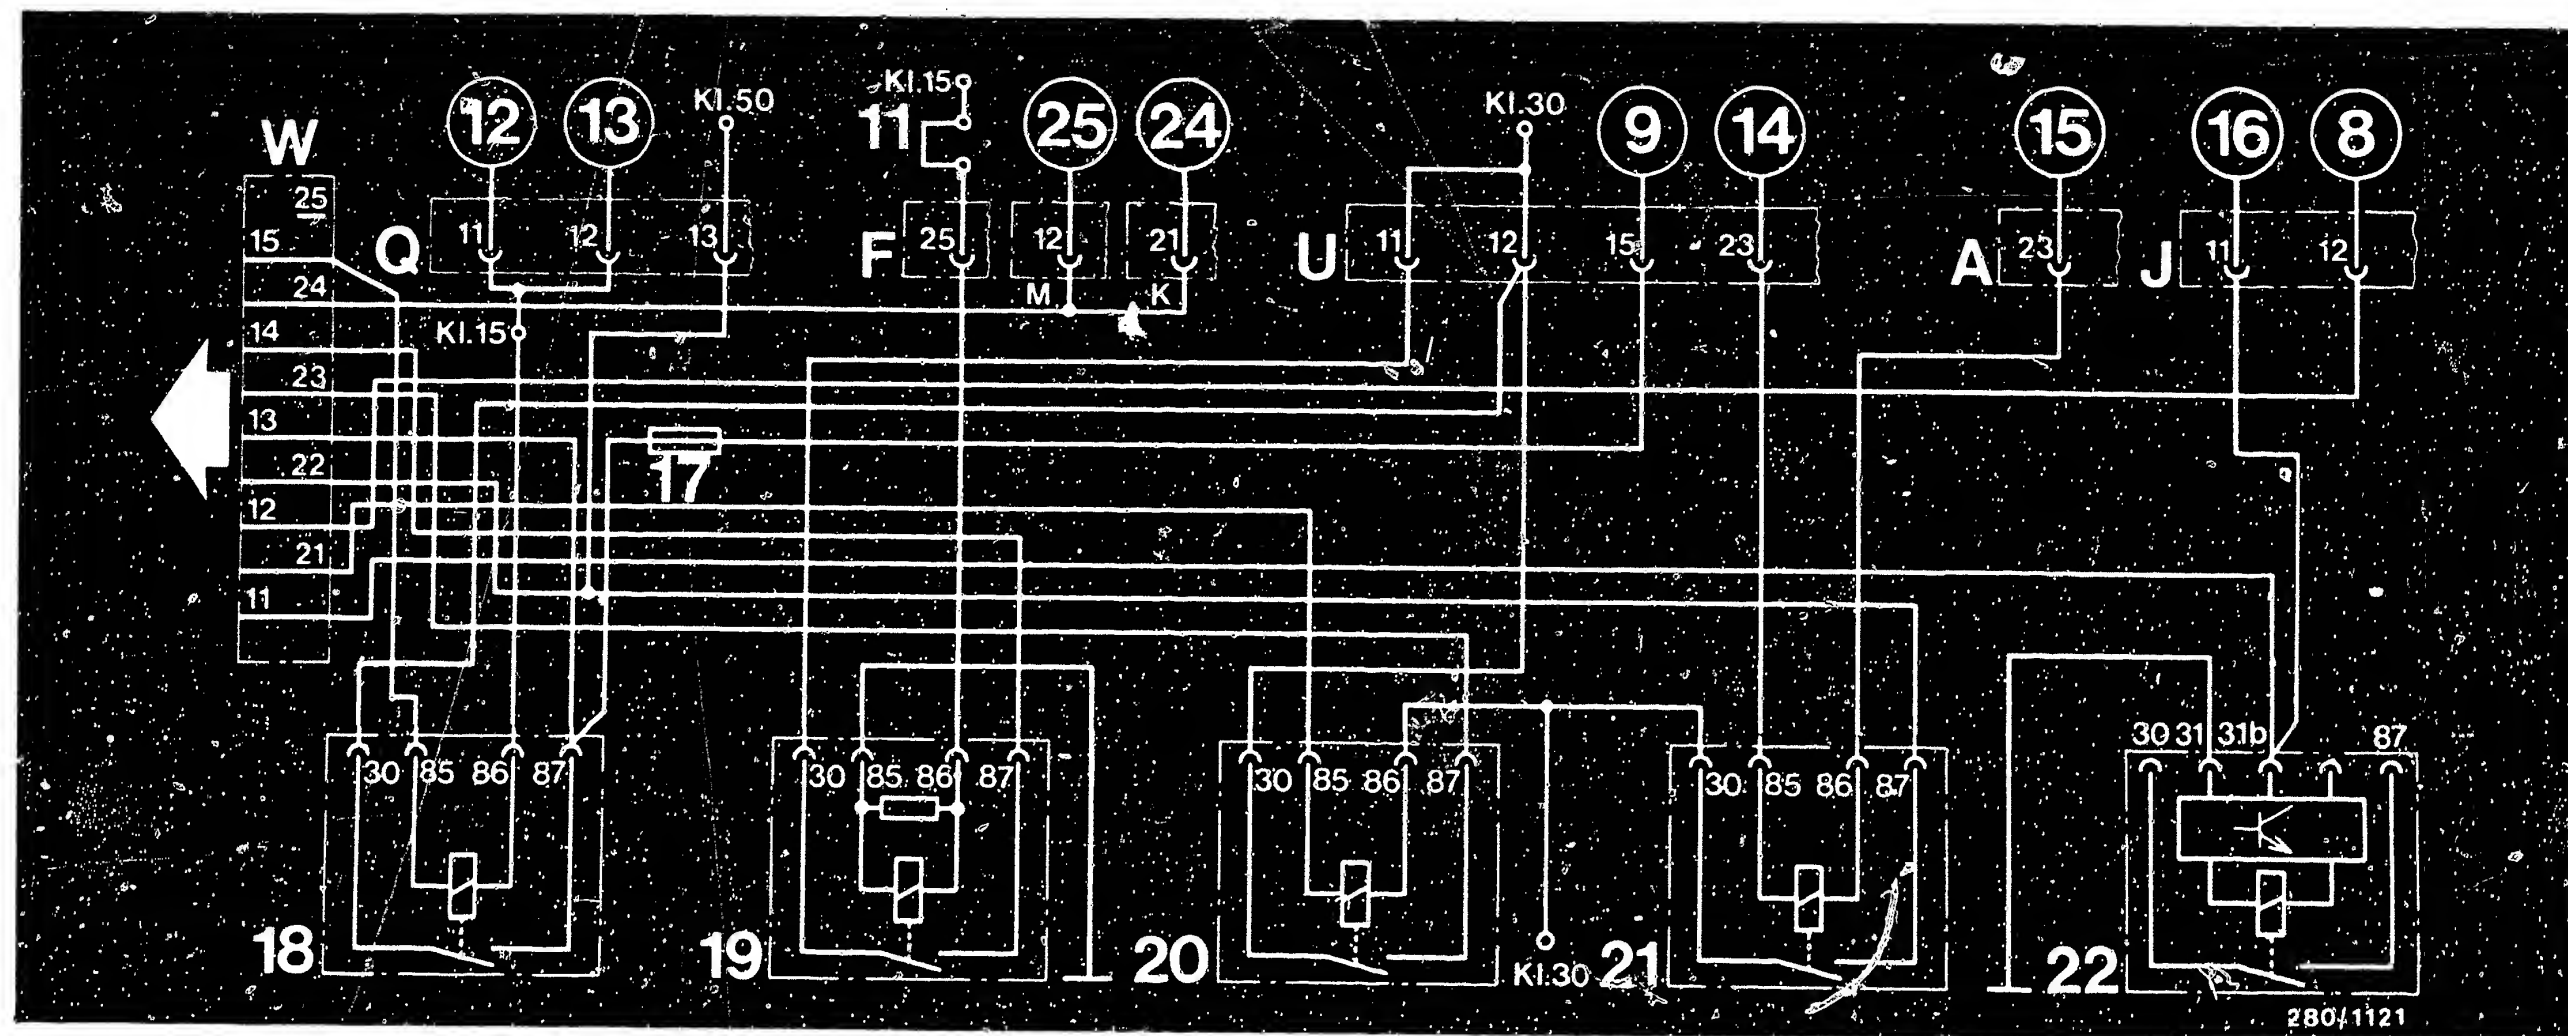 Kl.15
12 13 Kl.50 11 25 24 Kl.30 9 14 15 16 8
W
25
15
Q 11 12 13 F 25 12 21 U 11 12 15 23 A 23 J 11 12
24 M K
14 Kl.15
23
13
22 17
12
21
11
30 31 31b 87
30 85 86 87 30 85 86 87 30 85 86 87 30 85 86 87
18 19 20 Kl.30 21 22
280/1121